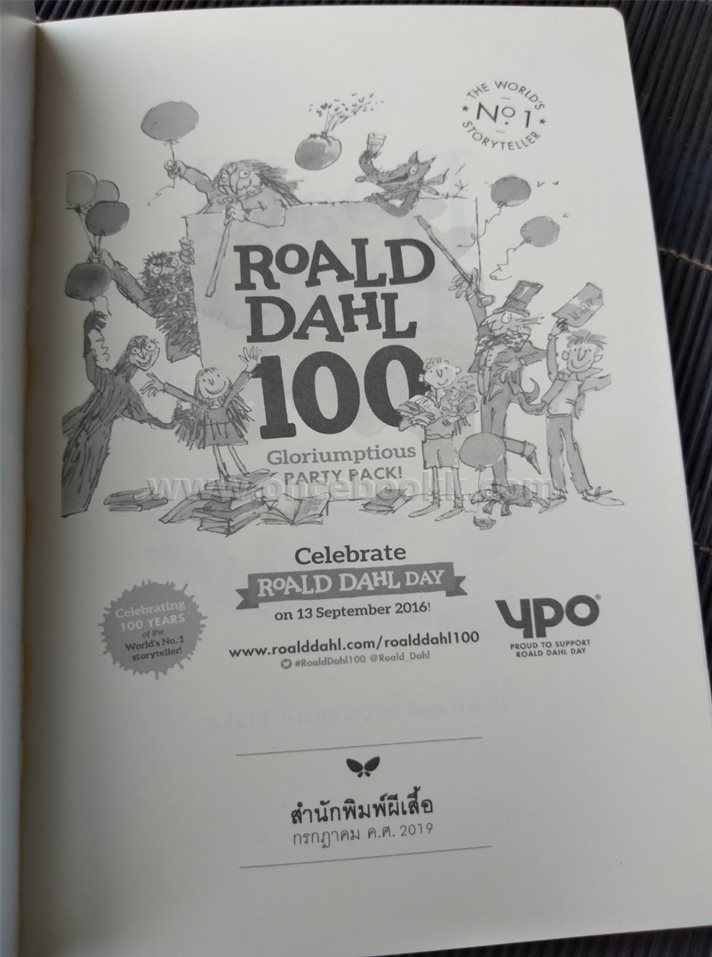 THE WORLD'S
No. 1
STORYTELLER
ROALD
DAHL
100
Gloriumptious
PARTY PACK!
www.oncebookk.com
Celebrate
ROALD DAHL DAY
on 13 September 2016!
Celebrating
100 YEARS
of the
World's No. 1
storyteller!
www.roalddahl.com/roalddahl100
#RoaldDahl100 @Roald_Dahl
YPO®
PROUD TO SUPPORT
ROALD DAHL DAY
สำนักพิมพ์ผีเสื้อ
กรกฎาคม ค.ศ. 2019